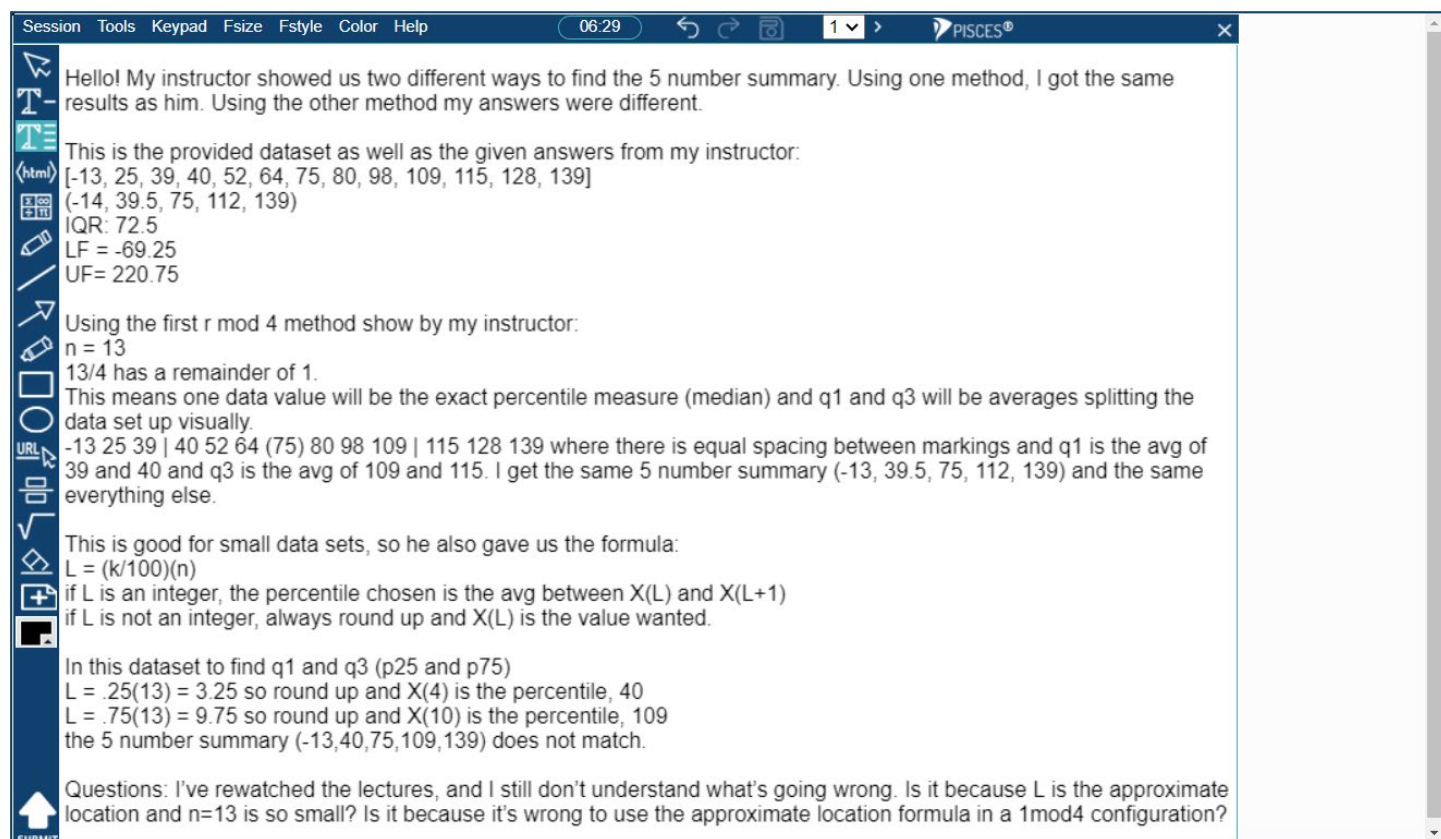 Session Tools Keypad Fsize Fstyle Color Help 06:29 1 > PISCES®
Hello! My instructor showed us two different ways to find the 5 number summary. Using one method, I got the same
results as him. Using the other method my answers were different.
This is the provided dataset as well as the given answers from my instructor:
[-13, 25, 39, 40, 52, 64, 75, 80, 98, 109, 115, 128, 139]
(-14, 39.5, 75, 112, 139)
IQR: 72.5
LF = -69.25
UF= 220.75
Using the first r mod 4 method show by my instructor:
n = 13
13/4 has a remainder of 1.
This means one data value will be the exact percentile measure (median) and q1 and q3 will be averages splitting the
data set up visually.
-13 25 39 | 40 52 64 (75) 80 98 109 | 115 128 139 where there is equal spacing between markings and q1 is the avg of
39 and 40 and q3 is the avg of 109 and 115. I get the same 5 number summary (-13, 39.5, 75, 112, 139) and the same
everything else.
This is good for small data sets, so he also gave us the formula:
L = (k/100)(n)
if L is an integer, the percentile chosen is the avg between X(L) and X(L+1)
if L is not an integer, always round up and X(L) is the value wanted.
In this dataset to find q1 and q3 (p25 and p75)
L = .25(13) = 3.25 so round up and X(4) is the percentile, 40
L = .75(13) = 9.75 so round up and X(10) is the percentile, 109
the 5 number summary (-13,40,75,109,139) does not match.
Questions: I've rewatched the lectures, and I still don't understand what's going wrong. Is it because L is the approximate
location and n=13 is so small? Is it because it's wrong to use the approximate location formula in a 1mod4 configuration?
⟨html⟩
URL
SUBMIT